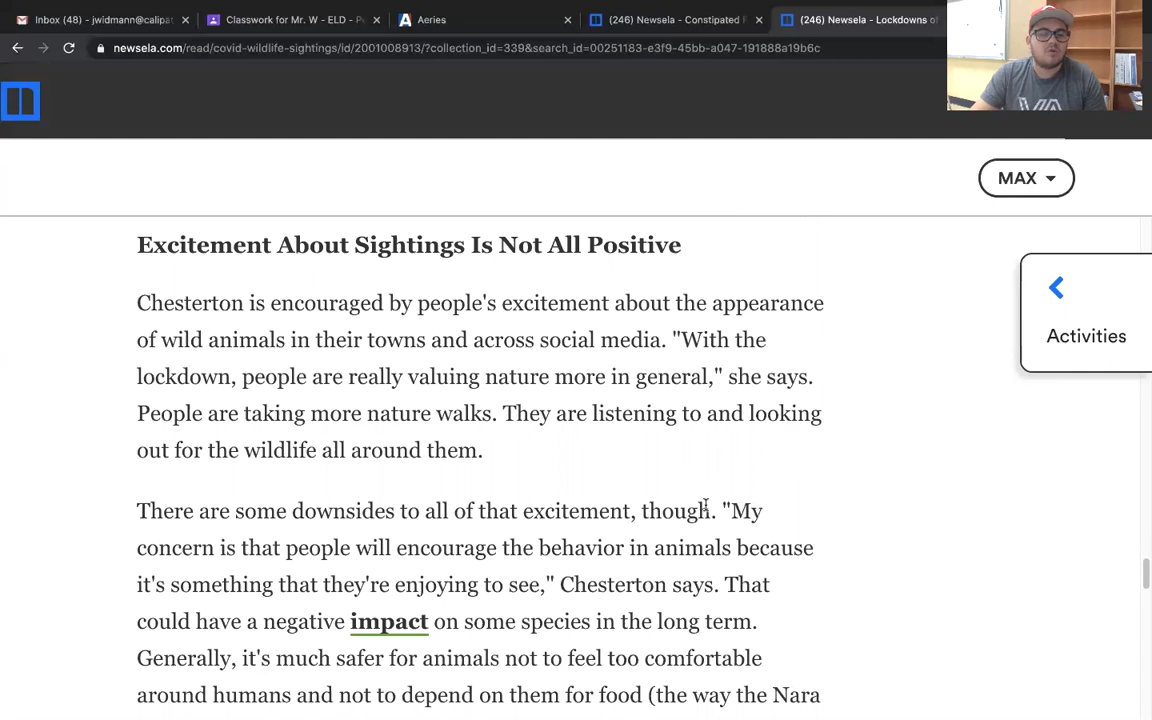 Inbox (48) - jwidmann@calipat
Classwork for Mr. W - ELD - P
Aeries
(246) Newsela - Constipated
(246) Newsela - Lockdowns of
newsela.com/read/covid-wildlife-sightings/id/2001008913/?collection_id=339&search_id=00251183-e3f9-45bb-a047-191888a19b6c
MAX
Excitement About Sightings Is Not All Positive
Chesterton is encouraged by people's excitement about the appearance
of wild animals in their towns and across social media. "With the
lockdown, people are really valuing nature more in general," she says.
People are taking more nature walks. They are listening to and looking
out for the wildlife all around them.
Activities
There are some downsides to all of that excitement, though. "My
concern is that people will encourage the behavior in animals because
it's something that they're enjoying to see," Chesterton says. That
could have a negative impact on some species in the long term.
Generally, it's much safer for animals not to feel too comfortable
around humans and not to depend on them for food (the way the Nara